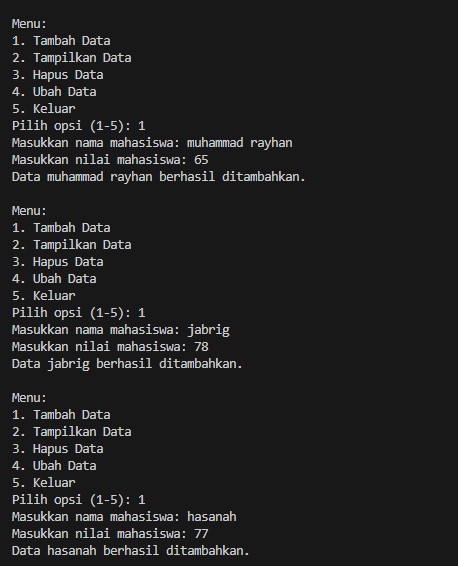 Menu:
1. Tambah Data
2. Tampilkan Data
3. Hapus Data
4. Ubah Data
5. Keluar
Pilih opsi (1-5): 1
Masukkan nama mahasiswa: muhammad rayhan
Masukkan nilai mahasiswa: 65
Data muhammad rayhan berhasil ditambahkan.

Menu:
1. Tambah Data
2. Tampilkan Data
3. Hapus Data
4. Ubah Data
5. Keluar
Pilih opsi (1-5): 1
Masukkan nama mahasiswa: jabrig
Masukkan nilai mahasiswa: 78
Data jabrig berhasil ditambahkan.

Menu:
1. Tambah Data
2. Tampilkan Data
3. Hapus Data
4. Ubah Data
5. Keluar
Pilih opsi (1-5): 1
Masukkan nama mahasiswa: hasanah
Masukkan nilai mahasiswa: 77
Data hasanah berhasil ditambahkan.